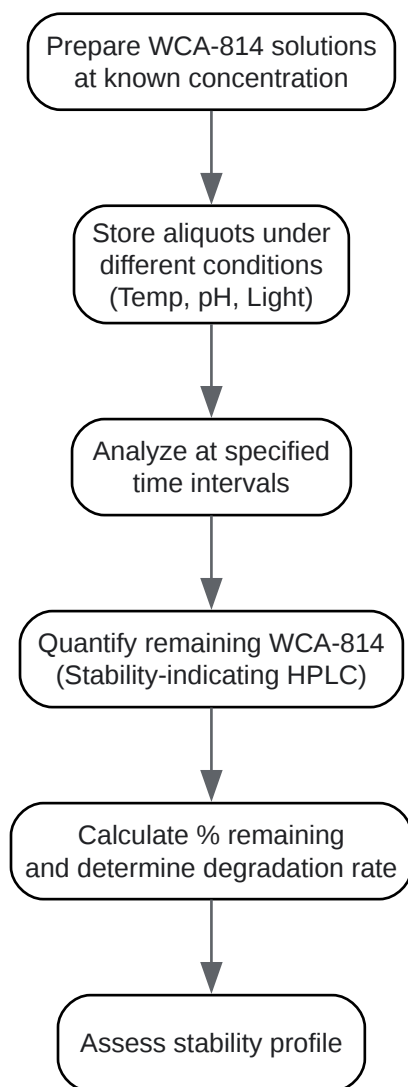 Prepare WCA-814 solutions
at known concentration
Store aliquots under
different conditions
(Temp, pH, Light)
Analyze at specified
time intervals
Quantify remaining WCA-814
(Stability-indicating HPLC)
Calculate % remaining
and determine degradation rate
Assess stability profile